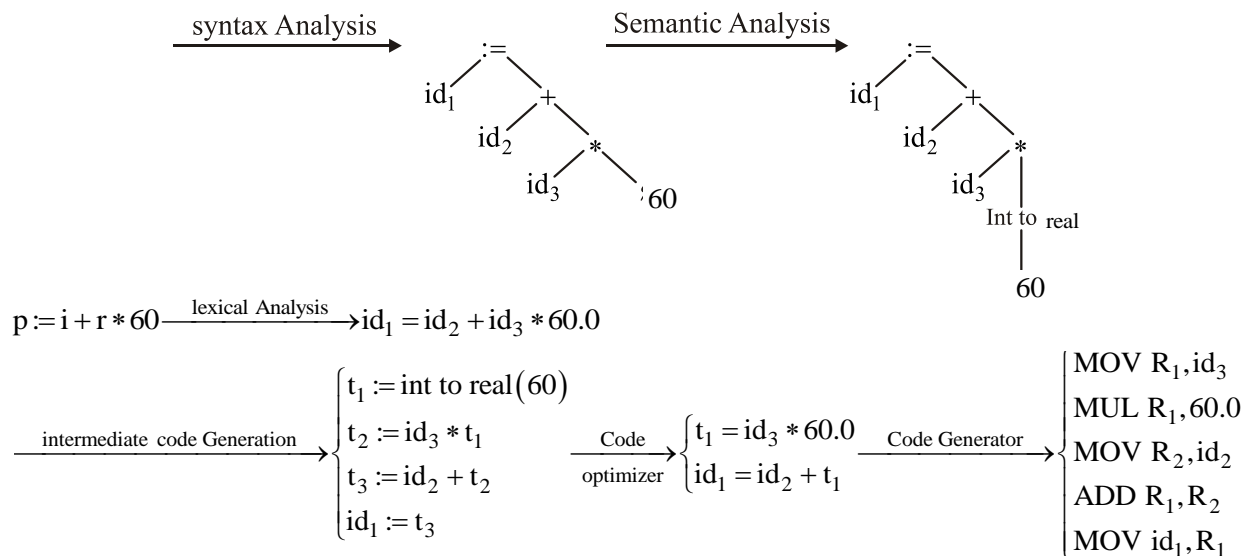 syntax Analysis Semantic Analysis
:= :=
id₁ + id₁ +
id₂ * id₂ *
id₃ 60 id₃
Int to real
60
p := i + r * 60 lexical Analysis id₁ = id₂ + id₃ * 60.0
intermediate code Generation
t₁ := int to real(60)
t₂ := id₃ * t₁
t₃ := id₂ + t₂
id₁ := t₃
Code
optimizer
t₁ = id₃ * 60.0
id₁ = id₂ + t₁
Code Generator
MOV R₁,id₃
MUL R₁,60.0
MOV R₂,id₂
ADD R₁,R₂
MOV id₁,R₁